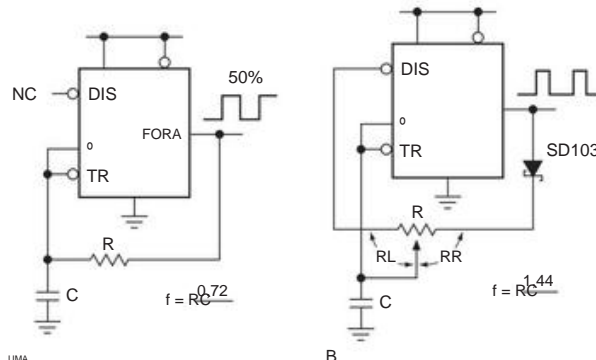 50%
NC
DIS
FORA
o
TR
R
C
f = RC 0.72
UMA
DIS
o
TR
SD103
R
RL
RR
C
f = RC 1.44
B